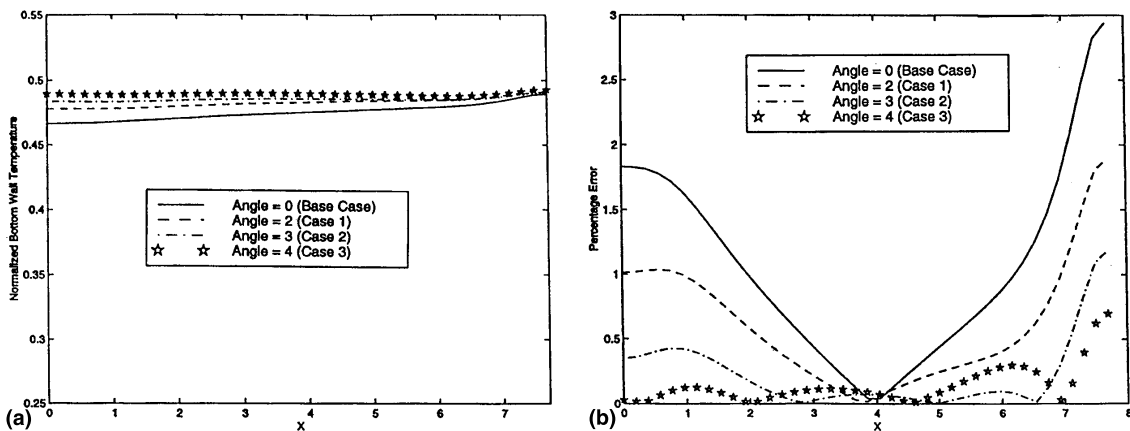 0.55
0.5
0.45
0.4
0.35
0.3
0.25
Normalized Bottom Wall Temperature
Angle = 0 (Base Case)
Angle = 2 (Case 1)
Angle = 3 (Case 2)
Angle = 4 (Case 3)
0 1 2 3 4 5 6 7
X
(a)
3
2.5
2
1.5
1
0.5
0
Percentage Error
Angle = 0 (Base Case)
Angle = 2 (Case 1)
Angle = 3 (Case 2)
Angle = 4 (Case 3)
0 1 2 3 4 5 6 7 8
X
(b)